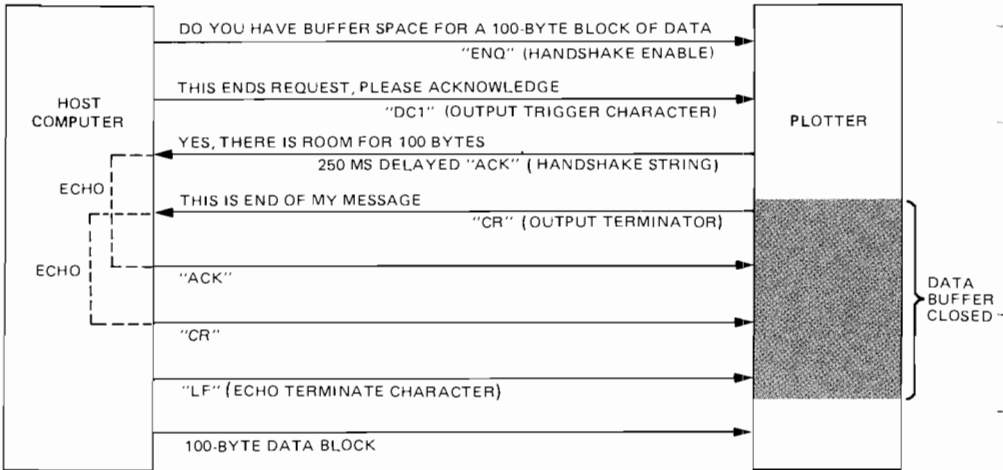 DO YOU HAVE BUFFER SPACE FOR A 100-BYTE BLOCK OF DATA
"ENQ" (HANDSHAKE ENABLE)
THIS ENDS REQUEST, PLEASE ACKNOWLEDGE
"DC1" (OUTPUT TRIGGER CHARACTER)
HOST
COMPUTER
PLOTTER
YES, THERE IS ROOM FOR 100 BYTES
250 MS DELAYED "ACK" (HANDSHAKE STRING)
ECHO
THIS IS END OF MY MESSAGE
"CR" (OUTPUT TERMINATOR)
ECHO
"ACK"
DATA
BUFFER
CLOSED
"CR"
"LF" (ECHO TERMINATE CHARACTER)
100-BYTE DATA BLOCK